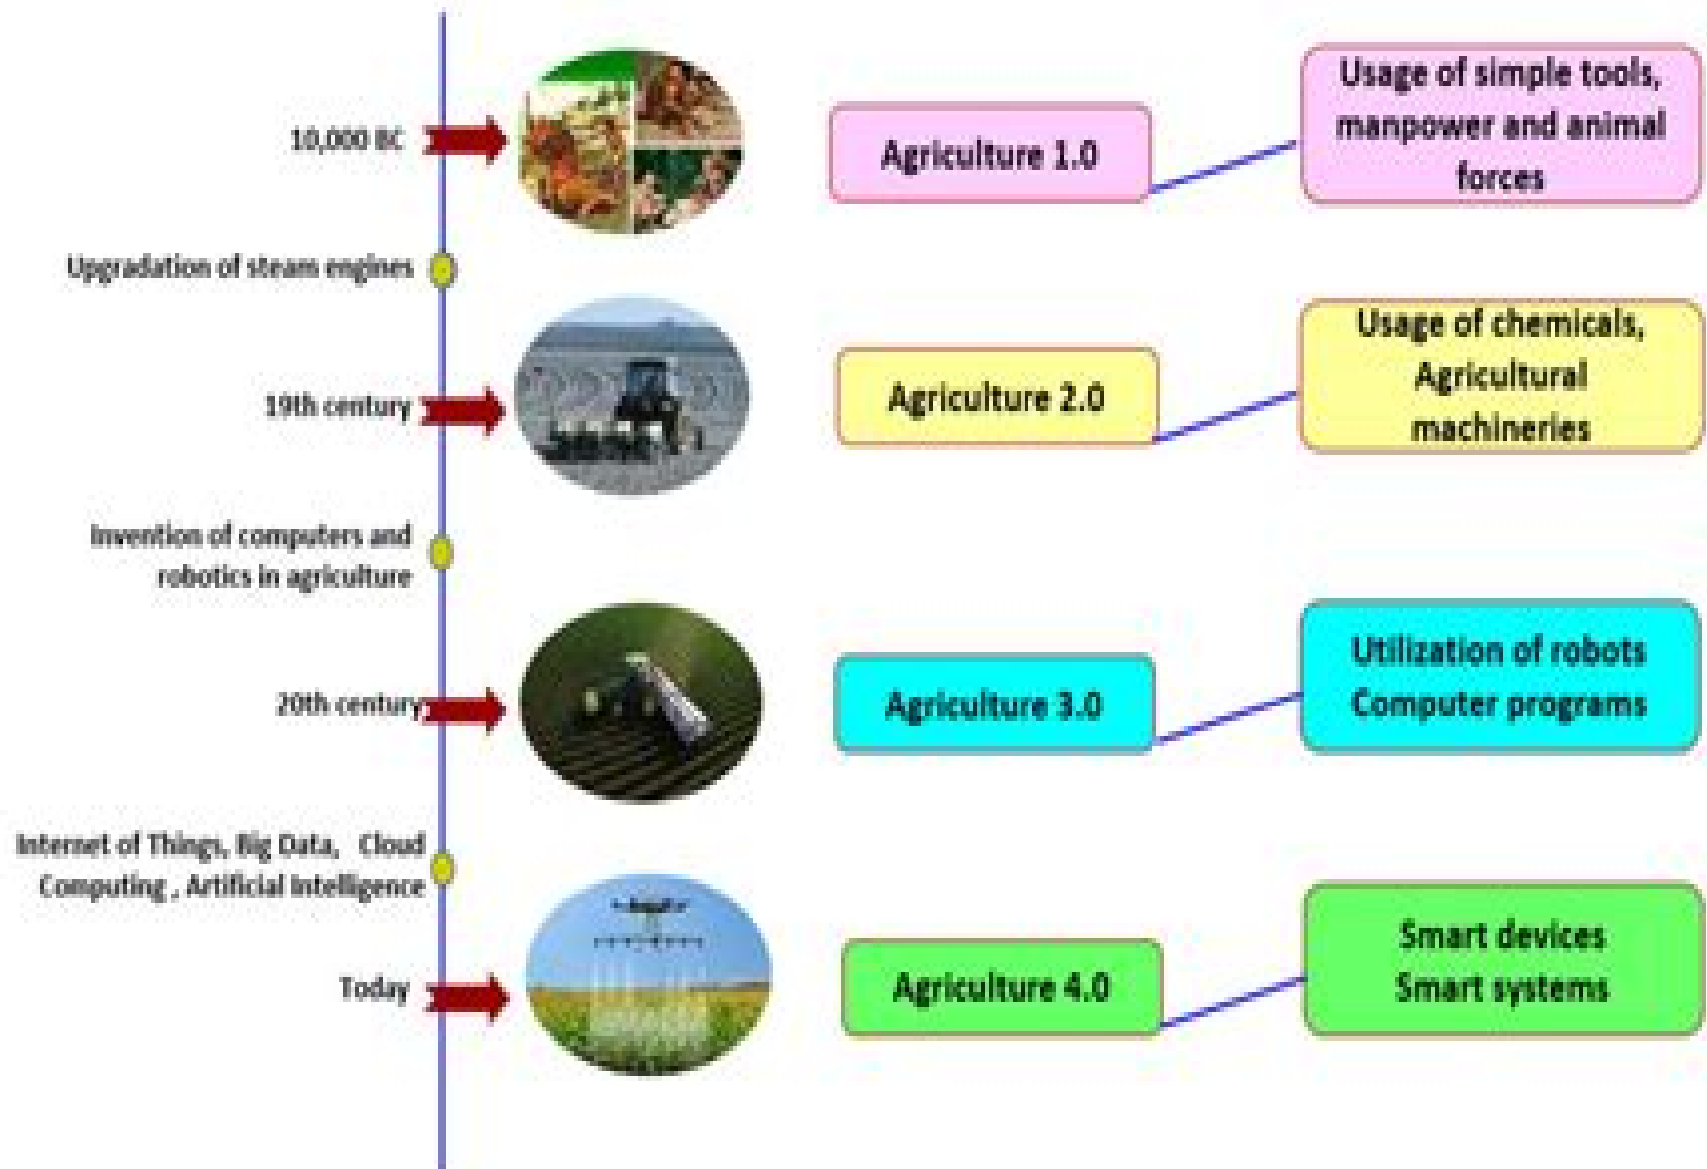 10,000 BC
Agriculture 1.0
Usage of simple tools,
manpower and animal
forces
Upgradation of steam engines
19th century
Agriculture 2.0
Usage of chemicals,
Agricultural
machineries
Invention of computers and
robotics in agriculture
20th century
Agriculture 3.0
Utilization of robots
Computer programs
Internet of Things, Big Data, Cloud
Computing , Artificial Intelligence
Today
Agriculture 4.0
Smart devices
Smart systems